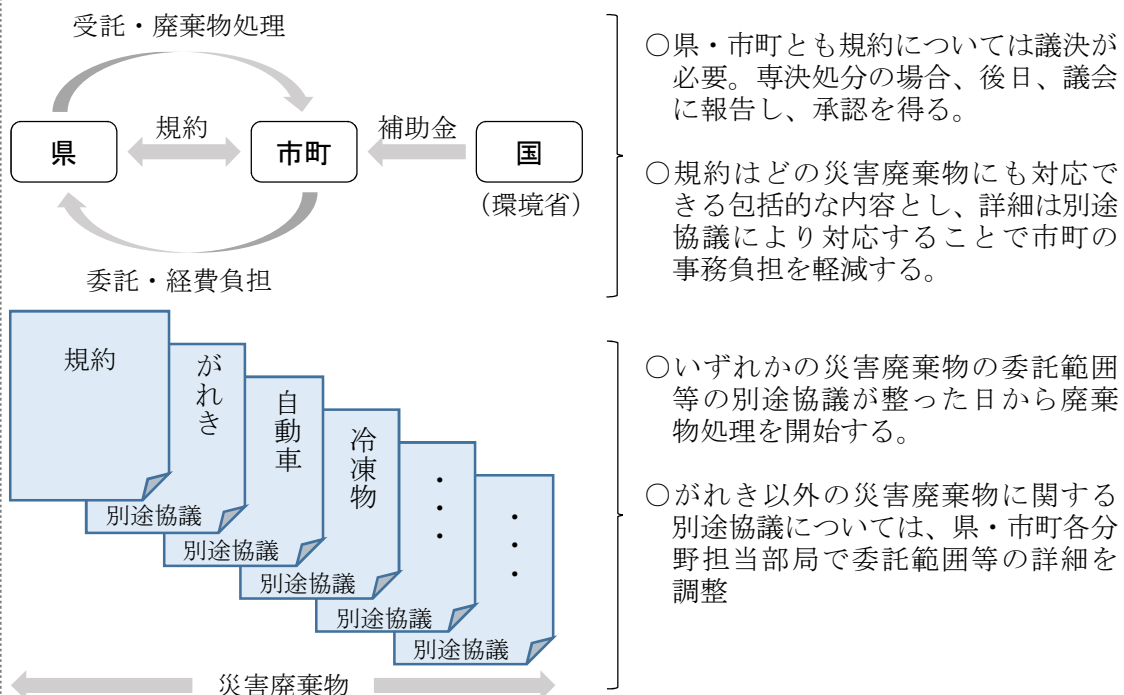 受託・廃棄物処理
県
規約
市町
補助金
国
(環境省)
委託・経費負担
○県・市町とも規約については議決が
必要。専決処分の場合、後日、議会
に報告し、承認を得る。
○規約はどの災害廃棄物にも対応で
きる包括的な内容とし、詳細は別途
協議により対応することで市町の
事務負担を軽減する。
規約
がれき
自動車
冷凍物
・・・
・・・
別途協議
別途協議
別途協議
別途協議
別途協議
災害廃棄物
○いずれかの災害廃棄物の委託範囲
等の別途協議が整った日から廃棄
物処理を開始する。
○がれき以外の災害廃棄物に関する
別途協議については、県・市町各分
野担当部局で委託範囲等の詳細を
調整